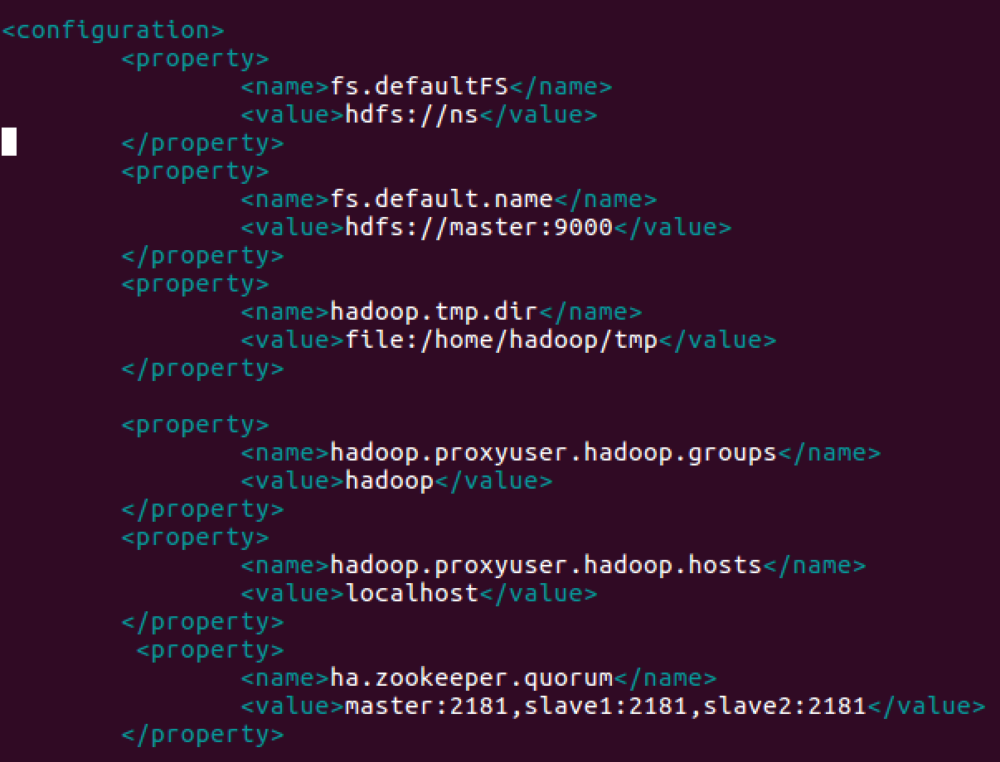 <configuration>
<property>
<name>fs.defaultFS</name>
<value>hdfs://ns</value>
</property>
<property>
<name>fs.default.name</name>
<value>hdfs://master:9000</value>
</property>
<property>
<name>hadoop.tmp.dir</name>
<value>file:/home/hadoop/tmp</value>
</property>
<property>
<name>hadoop.proxyuser.hadoop.groups</name>
<value>hadoop</value>
</property>
<property>
<name>hadoop.proxyuser.hadoop.hosts</name>
<value>localhost</value>
</property>
<property>
<name>ha.zookeeper.quorum</name>
<value>master:2181,slave1:2181,slave2:2181</value>
</property>